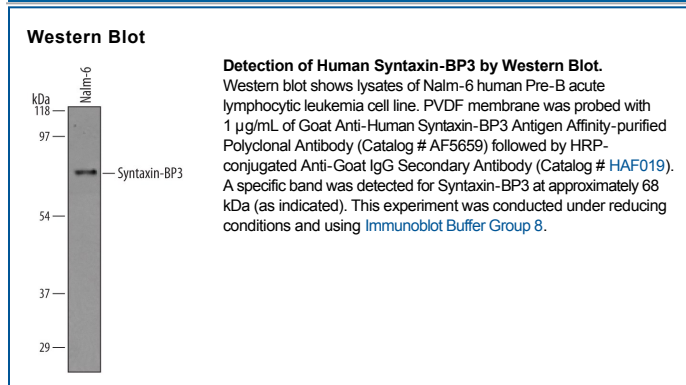 Western Blot
Nalm-6
kDa
118
97
Syntaxin-BP3
54
37
29
Detection of Human Syntaxin-BP3 by Western Blot.
Western blot shows lysates of Nalm-6 human Pre-B acute
lymphocytic leukemia cell line. PVDF membrane was probed with
1 µg/mL of Goat Anti-Human Syntaxin-BP3 Antigen Affinity-purified
Polyclonal Antibody (Catalog # AF5659) followed by HRP-
conjugated Anti-Goat IgG Secondary Antibody (Catalog # HAF019).
A specific band was detected for Syntaxin-BP3 at approximately 68
kDa (as indicated). This experiment was conducted under reducing
conditions and using Immunoblot Buffer Group 8.